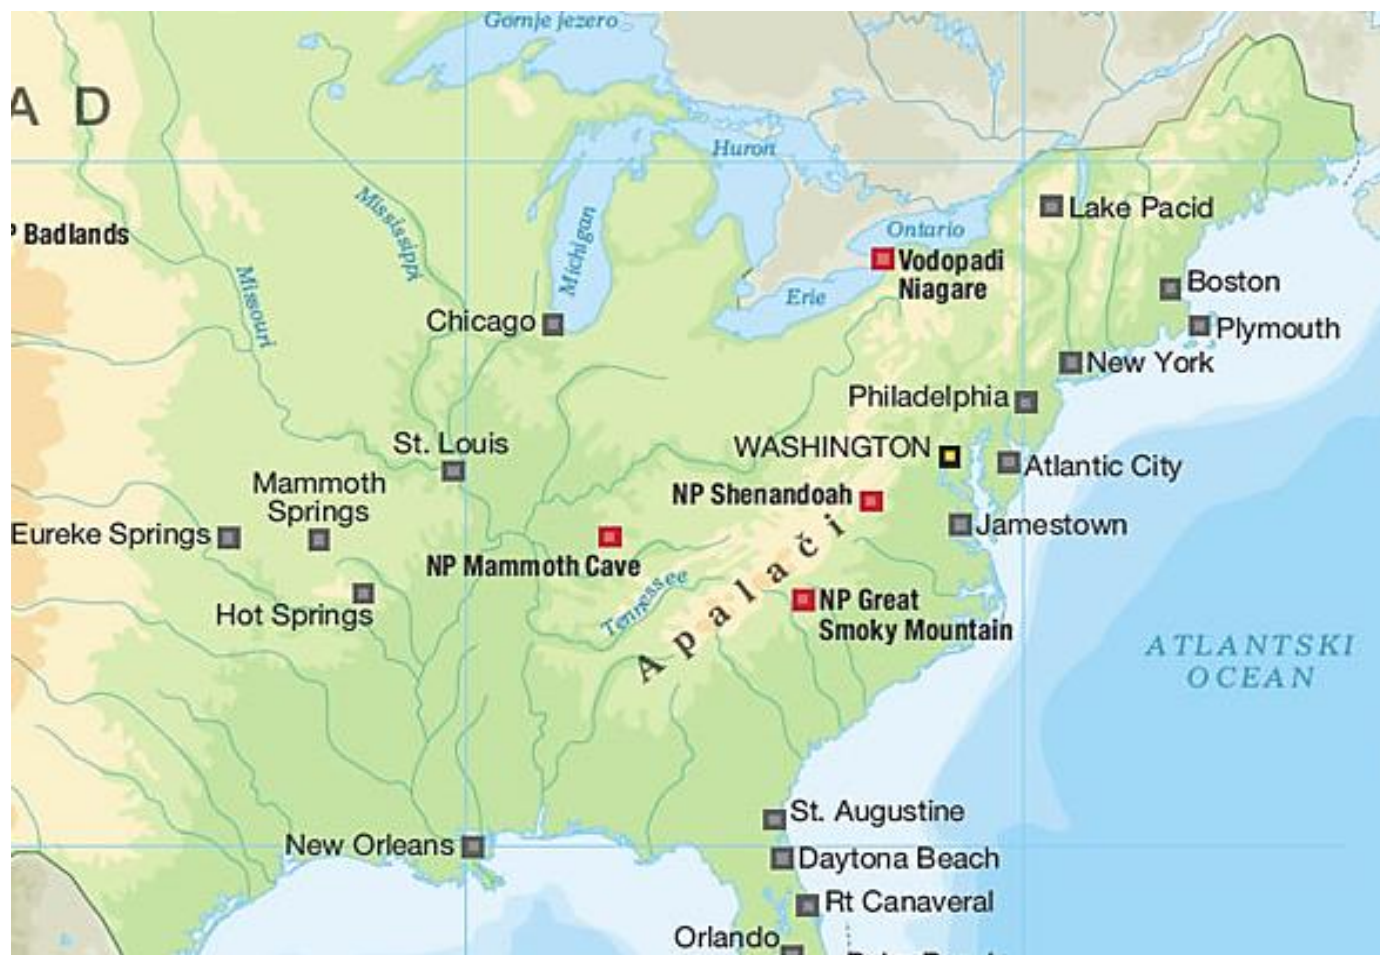 Gornje jezero
A D
Huron
Mississipi
Michigan
Lake Pacid
Ontario
P Badlands
Vodopadi
Niagare
Missouri
Erie
Boston
Chicago
Plymouth
New York
Philadelphia
St. Louis
WASHINGTON
Atlantic City
Mammoth
Springs
NP Shenandoah
Eureke Springs
Jamestown
NP Mammoth Cave
Apalači
Tennessee
Hot Springs
NP Great
Smoky Mountain
ATLANTSKI
OCEAN
St. Augustine
New Orleans
Daytona Beach
Rt Canaveral
Orlando